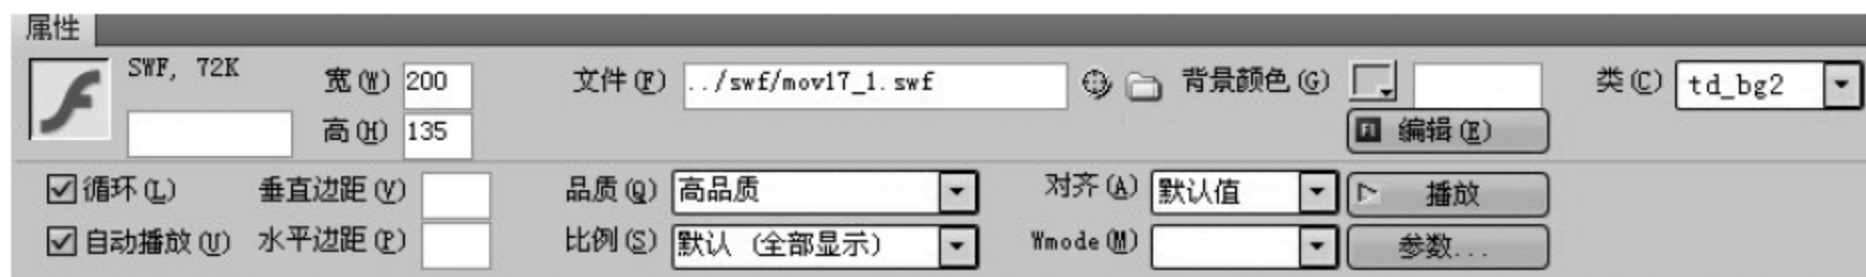 属性
SWF, 72K 宽(W) 200 文件(F) ../swf/mov17_1.swf 背景颜色(G) 类(C) td_bg2
高(H) 135 编辑(E)
循环(L) 垂直边距(V) 品质(Q) 高品质 对齐(A) 默认值 播放
自动播放(U) 水平边距(P) 比例(S) 默认 (全部显示) Wmode(M) 参数...